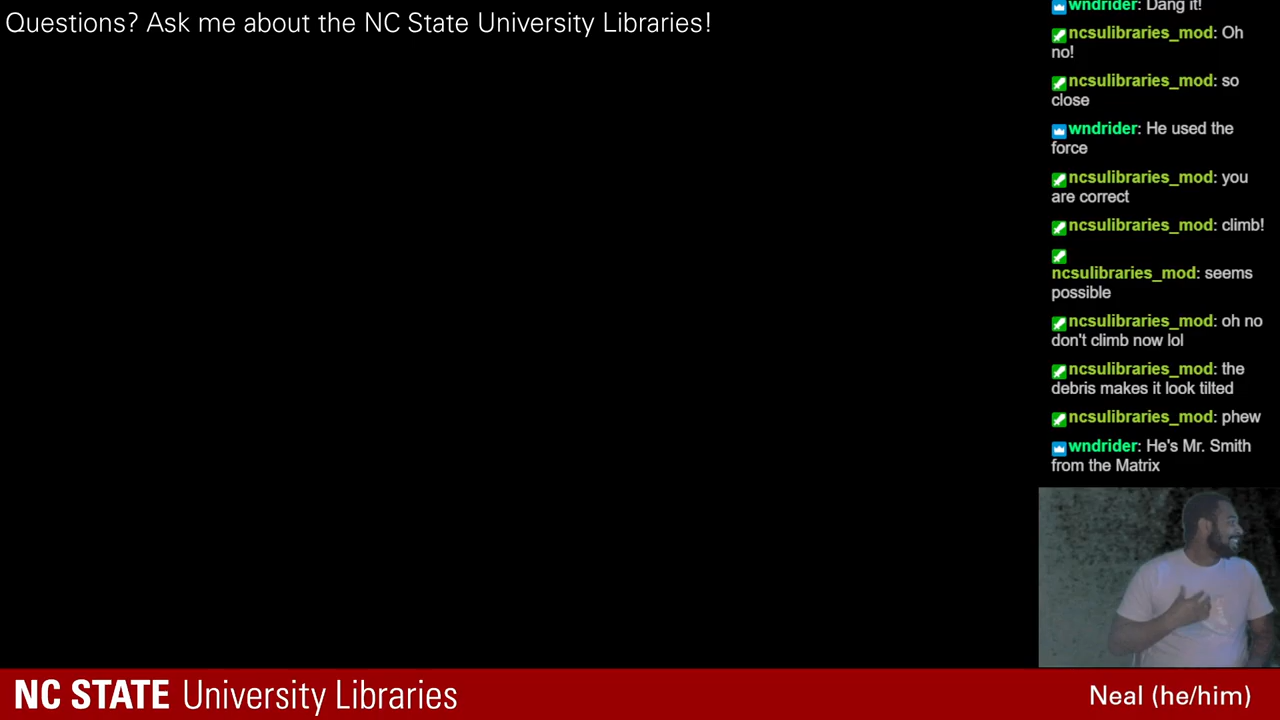 Questions? Ask me about the NC State University Libraries!
wndrider: Dang it!
ncsulibraries_mod: Oh
no!
ncsulibraries_mod: so
close
wndrider: He used the
force
ncsulibraries_mod: you
are correct
ncsulibraries_mod: climb!
ncsulibraries_mod: seems
possible
ncsulibraries_mod: oh no
don't climb now lol
ncsulibraries_mod: the
debris makes it look tilted
ncsulibraries_mod: phew
wndrider: He's Mr. Smith
from the Matrix
NC STATE University Libraries
Neal (he/him)